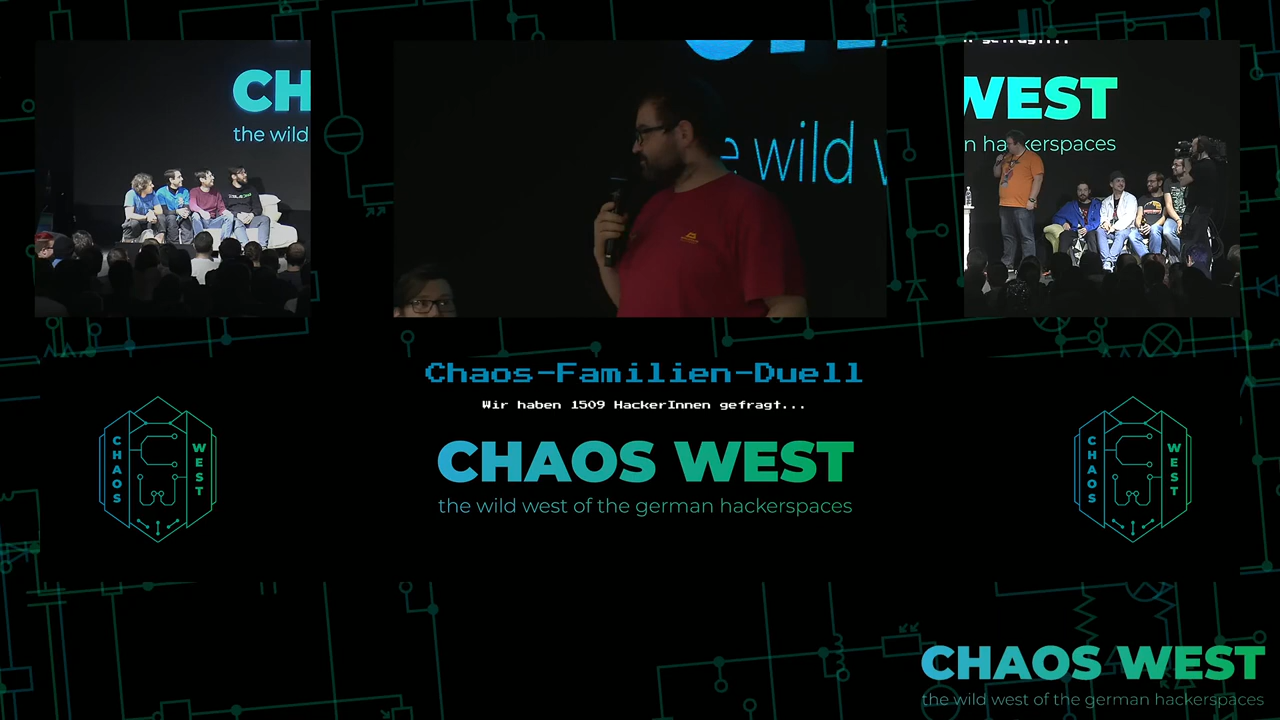 CH
the wild
e wild w
WEST
n hackerspaces
Chaos-Familien-Duell
Wir haben 1509 HackerInnen gefragt...
CHAOS WEST
the wild west of the german hackerspaces
CHAOS
WEST
CHAOS
WEST
CHAOS WEST
the wild west of the german hackerspaces